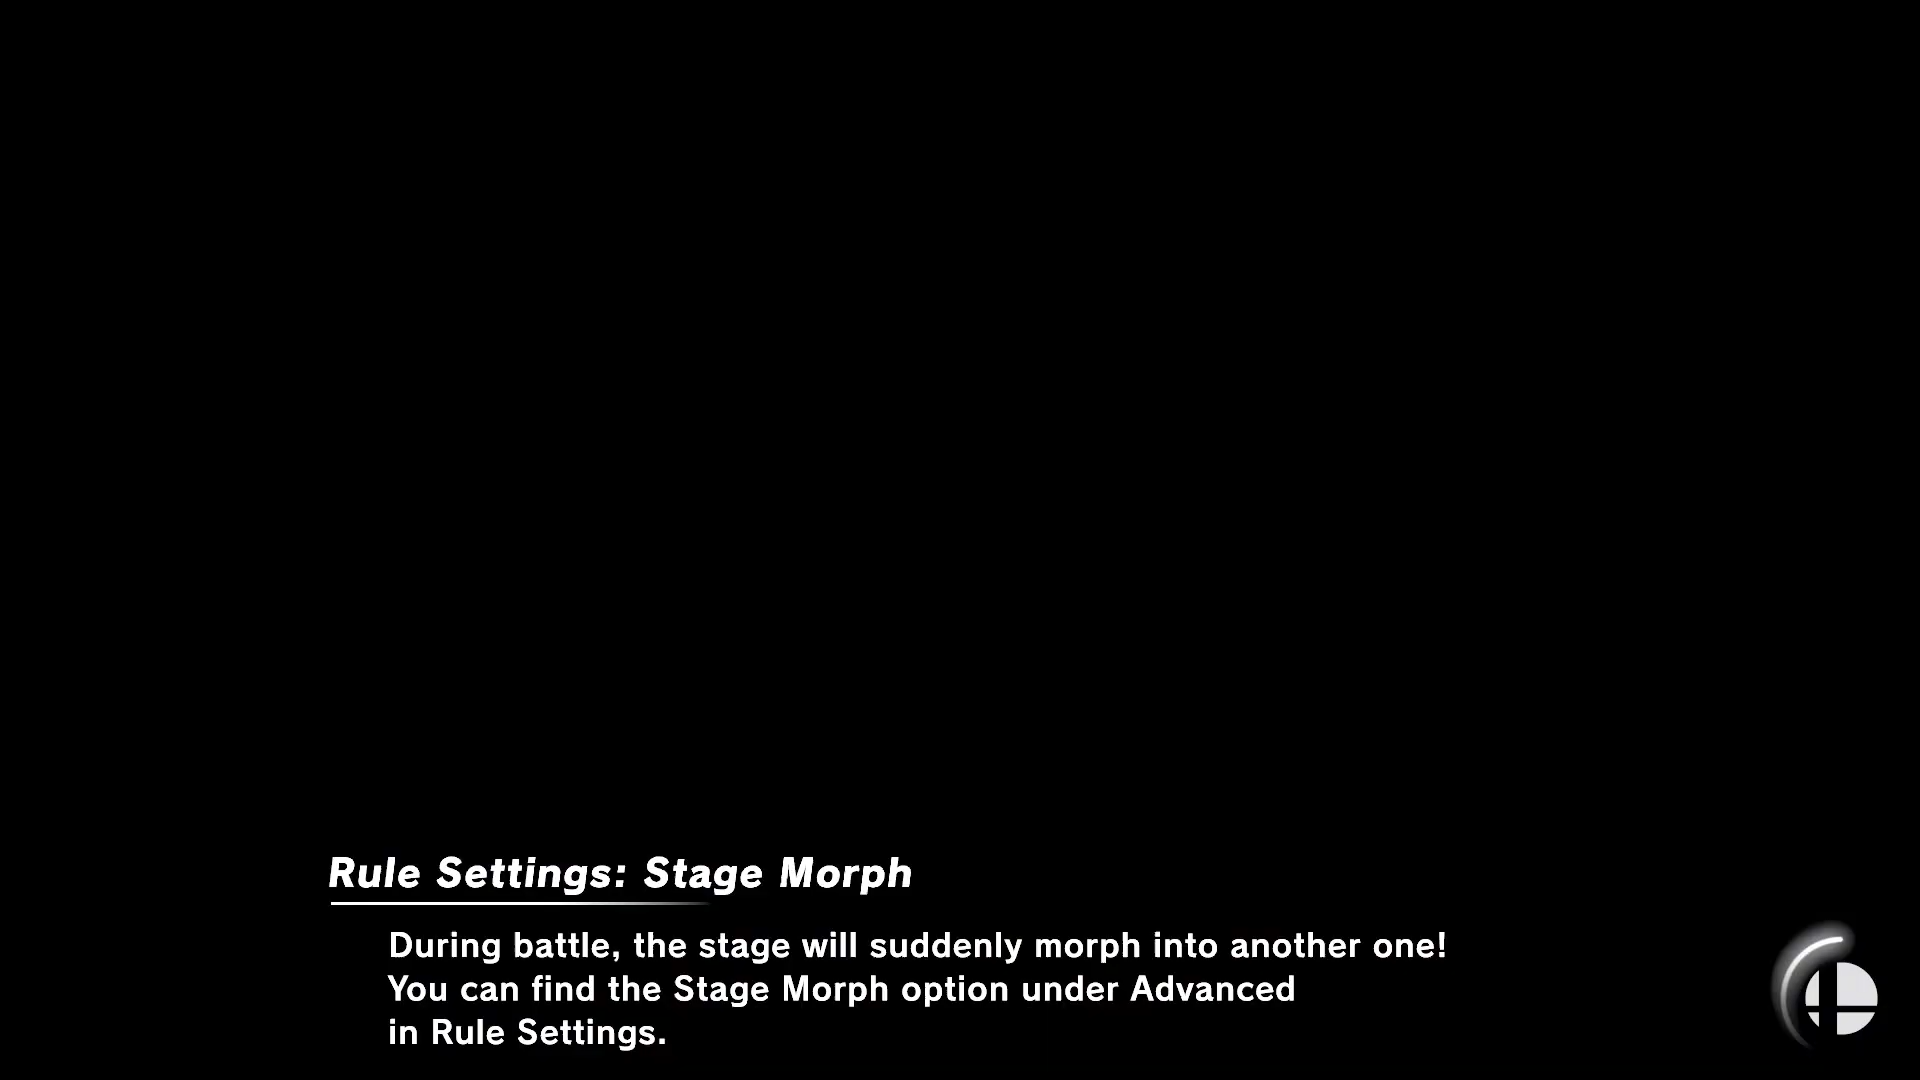 Rule Settings: Stage Morph
During battle, the stage will suddenly morph into another one!
You can find the Stage Morph option under Advanced
in Rule Settings.